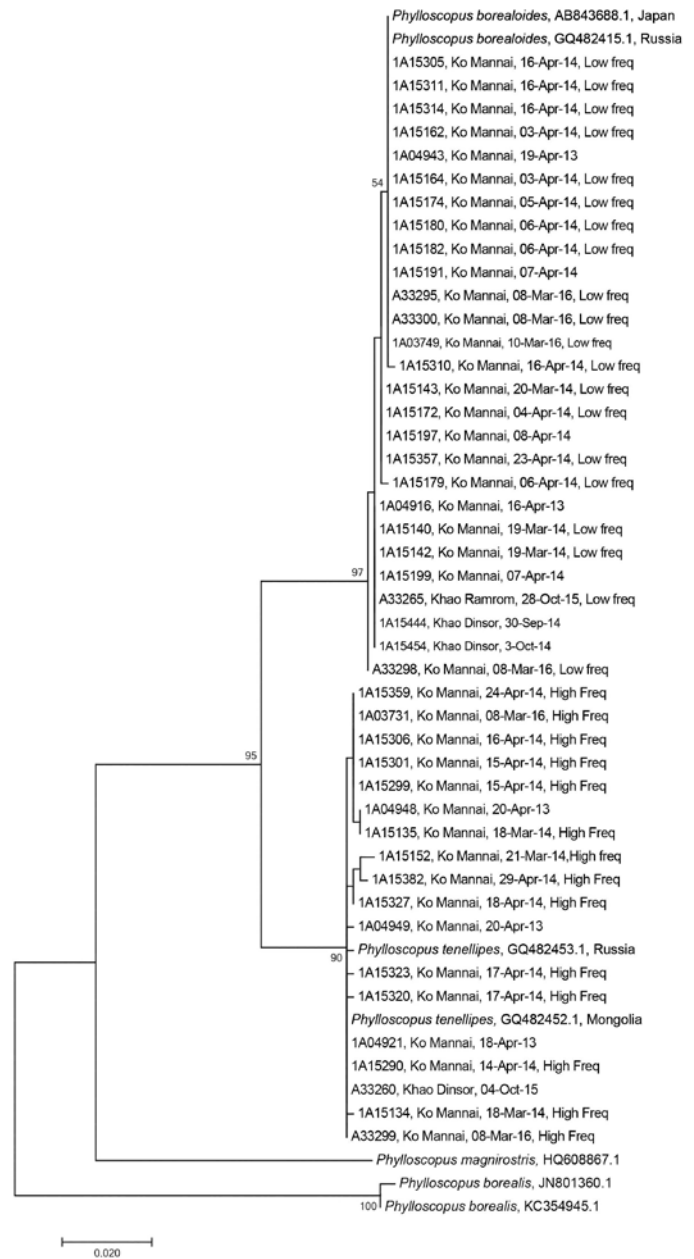 Phylloscopus borealoides, AB843688.1, Japan
Phylloscopus borealoides, GQ482415.1, Russia
1A15305, Ko Mannai, 16-Apr-14, Low freq
1A15311, Ko Mannai, 16-Apr-14, Low freq
1A15314, Ko Mannai, 16-Apr-14, Low freq
1A15162, Ko Mannai, 03-Apr-14, Low freq
1A04943, Ko Mannai, 19-Apr-13
54
1A15164, Ko Mannai, 03-Apr-14, Low freq
1A15174, Ko Mannai, 05-Apr-14, Low freq
1A15180, Ko Mannai, 06-Apr-14, Low freq
1A15182, Ko Mannai, 06-Apr-14, Low freq
1A15191, Ko Mannai, 07-Apr-14
A33295, Ko Mannai, 08-Mar-16, Low freq
A33300, Ko Mannai, 08-Mar-16, Low freq
1A03749, Ko Mannai, 10-Mar-16, Low freq
1A15310, Ko Mannai, 16-Apr-14, Low freq
1A15143, Ko Mannai, 20-Mar-14, Low freq
1A15172, Ko Mannai, 04-Apr-14, Low freq
1A15197, Ko Mannai, 08-Apr-14
1A15357, Ko Mannai, 23-Apr-14, Low freq
1A15179, Ko Mannai, 06-Apr-14, Low freq
1A04916, Ko Mannai, 16-Apr-13
1A15140, Ko Mannai, 19-Mar-14, Low freq
1A15142, Ko Mannai, 19-Mar-14, Low freq
97
1A15199, Ko Mannai, 07-Apr-14
A33265, Khao Ramrom, 28-Oct-15, Low freq
1A15444, Khao Dinsor, 30-Sep-14
1A15454, Khao Dinsor, 3-Oct-14
A33298, Ko Mannai, 08-Mar-16, Low freq
1A15359, Ko Mannai, 24-Apr-14, High Freq
1A03731, Ko Mannai, 08-Mar-16, High Freq
1A15306, Ko Mannai, 16-Apr-14, High Freq
95
1A15301, Ko Mannai, 15-Apr-14, High Freq
1A15299, Ko Mannai, 15-Apr-14, High Freq
1A04948, Ko Mannai, 20-Apr-13
1A15135, Ko Mannai, 18-Mar-14, High Freq
1A15152, Ko Mannai, 21-Mar-14,High freq
1A15382, Ko Mannai, 29-Apr-14, High Freq
1A15327, Ko Mannai, 18-Apr-14, High Freq
1A04949, Ko Mannai, 20-Apr-13
Phylloscopus tenellipes, GQ482453.1, Russia
90
1A15323, Ko Mannai, 17-Apr-14, High Freq
1A15320, Ko Mannai, 17-Apr-14, High Freq
Phylloscopus tenellipes, GQ482452.1, Mongolia
1A04921, Ko Mannai, 18-Apr-13
1A15290, Ko Mannai, 14-Apr-14, High Freq
A33260, Khao Dinsor, 04-Oct-15
1A15134, Ko Mannai, 18-Mar-14, High Freq
A33299, Ko Mannai, 08-Mar-16, High Freq
Phylloscopus magnirostris, HQ608867.1
Phylloscopus borealis, JN801360.1
100
Phylloscopus borealis, KC354945.1
0.020